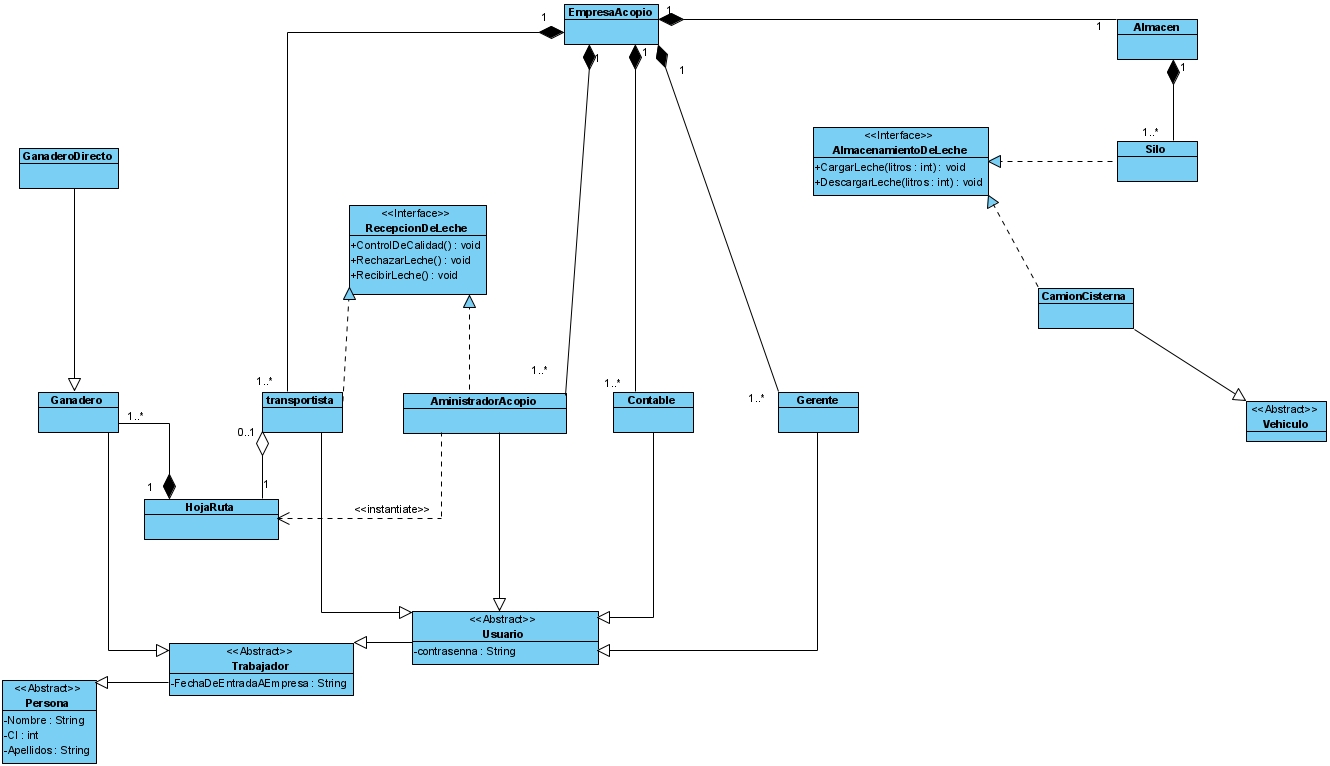 EmpresaAcopio
1
1
1
1
1
Almacen
1
1
1..*
Silo
<<Interface>>
AlmacenamientoDeLeche
+CargarLeche(litros : int) : void
+DescargarLeche(litros : int) : void
GanaderoDirecto
<<Interface>>
RecepcionDeLeche
+ControlDeCalidad() : void
+RechazarLeche() : void
+RecibirLeche() : void
CamionCisterna
1..*
1..*
1..*
1..*
Ganadero
transportista
AministradorAcopio
Contable
Gerente
<<Abstract>>
Vehiculo
1..*
0..1
1
1
HojaRuta
<<instantiate>>
<<Abstract>>
Usuario
-contrasenna : String
<<Abstract>>
Trabajador
-FechaDeEntradaAEmpresa : String
<<Abstract>>
Persona
-Nombre : String
-CI : int
-Apellidos : String